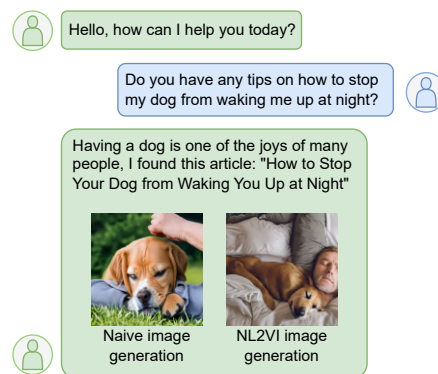 Hello, how can I help you today?
Do you have any tips on how to stop
my dog from waking me up at night?
Having a dog is one of the joys of many
people, I found this article: "How to Stop
Your Dog from Waking You Up at Night"
Naive image
generation
NL2VI image
generation